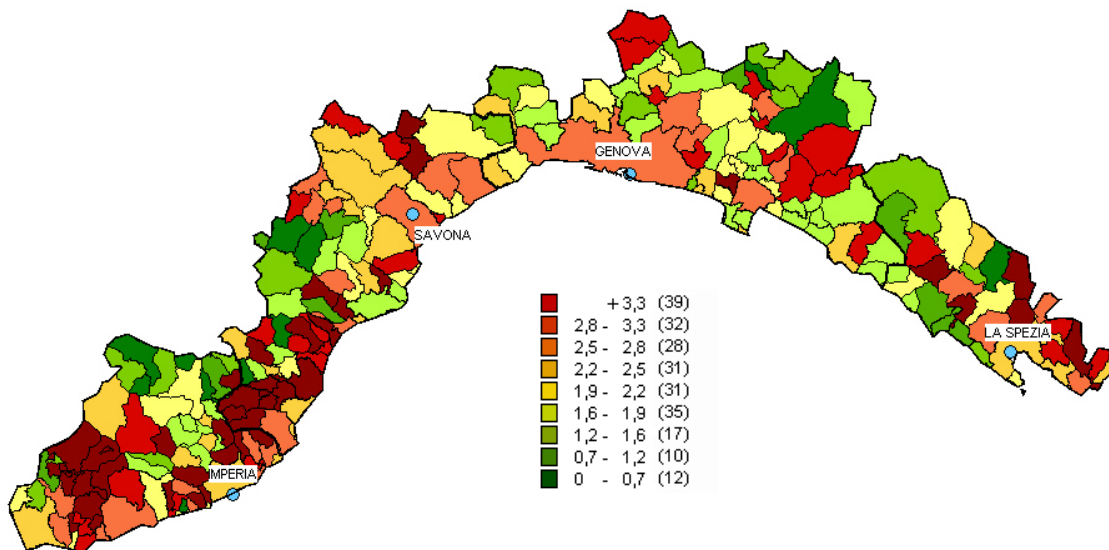 GENOVA
SAVONA
+3,3 (39)
2,8 - 3,3 (32)
2,5 - 2,8 (28)
2,2 - 2,5 (31)
1,9 - 2,2 (31)
1,6 - 1,9 (35)
1,2 - 1,6 (17)
0,7 - 1,2 (10)
0 - 0,7 (12)
LA SPEZIA
IMPERIA